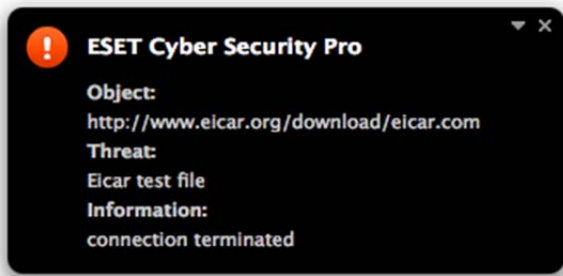 ESET Cyber Security Pro
Object:
http://www.eicar.org/download/eicar.com
Threat:
Eicar test file
Information:
connection terminated